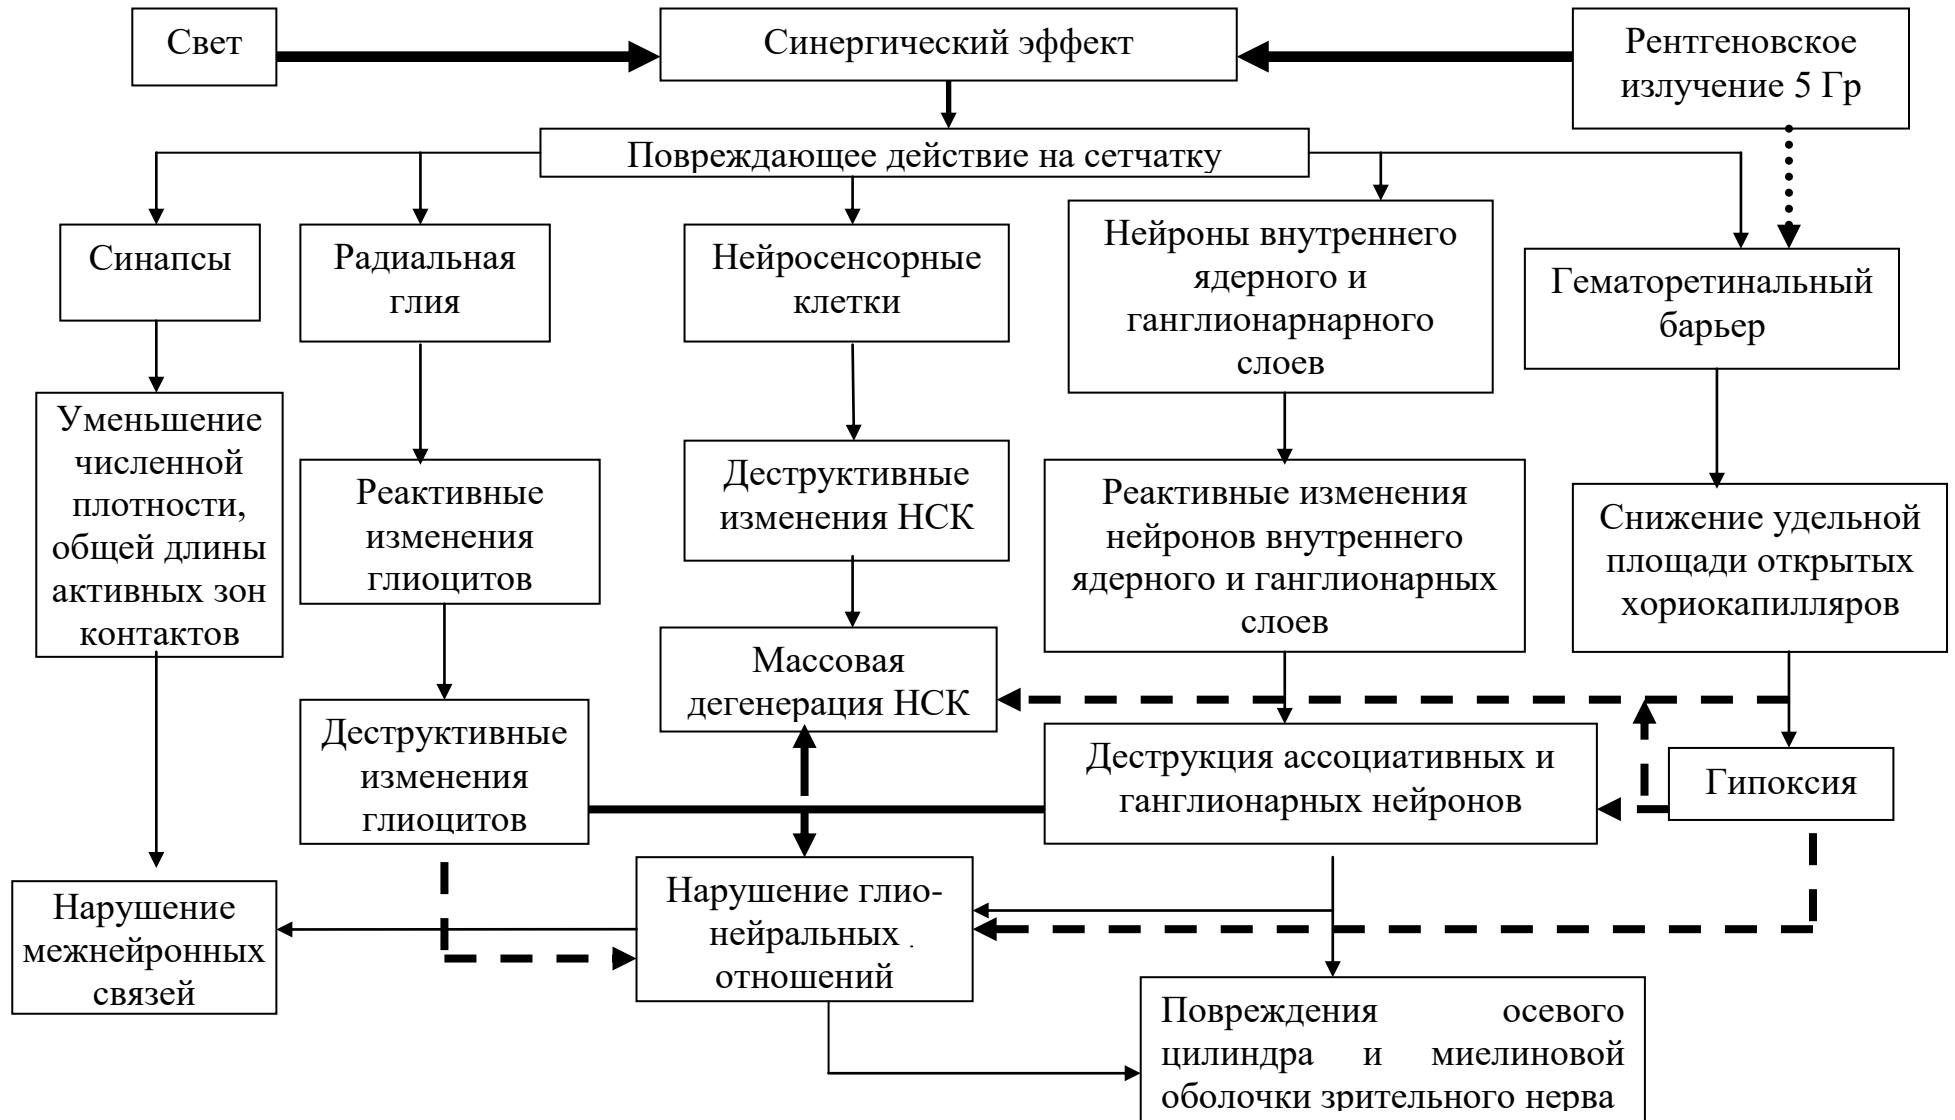 Свет
Синергический эффект
Рентгеновское
излучение 5 Гр
Повреждающее действие на сетчатку
Синапсы
Радиальная
глия
Нейросенсорные
клетки
Нейроны внутреннего
ядерного и
ганглионарнарного
слоев
Гематоретинальный
барьер
Уменьшение
численной
плотности,
общей длины
активных зон
контактов
Реактивные
изменения
глиоцитов
Деструктивные
изменения НСК
Реактивные изменения
нейронов внутреннего
ядерного и ганглионарных
слоев
Снижение удельной
площади открытых
хориокапилляров
Массовая
дегенерация НСК
Деструктивные
изменения
глиоцитов
Деструкция ассоциативных и
ганглионарных нейронов
Гипоксия
Нарушение
межнейронных
связей
Нарушение глио-
нейральных .
отношений
Повреждения осевого
цилиндра и миелиновой
оболочки зрительного нерва